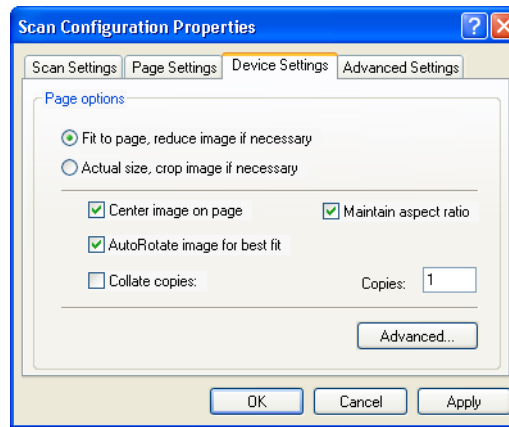 Scan Configuration Properties
Scan Settings Page Settings Device Settings Advanced Settings
Page options
Fit to page, reduce image if necessary
Actual size, crop image if necessary
Center image on page Maintain aspect ratio
AutoRotate image for best fit
Collate copies: Copies: 1
Advanced...
OK Cancel Apply